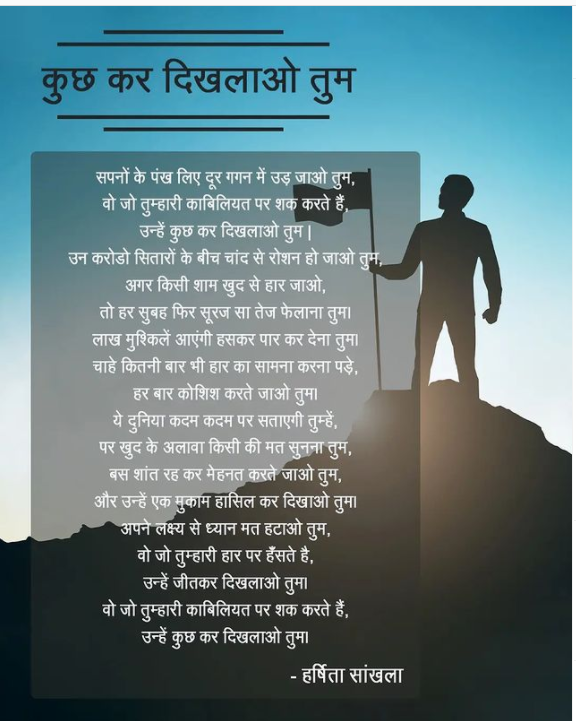 कुछ कर दिखलाओ तुम
सपनों के पंख लिए दूर गगन में उड़ जाओ तुम,
वो जो तुम्हारी काबिलियत पर शक करते हैं,
उन्हें कुछ कर दिखलाओ तुम |
उन करोडो सितारों के बीच चांद से रोशन हो जाओ तुम,
अगर किसी शाम खुद से हार जाओ,
तो हर सुबह फिर सूरज सा तेज फेलाना तुम।
लाख मुश्किलें आएंगी हसकर पार कर देना तुम।
चाहे कितनी बार भी हार का सामना करना पड़े,
हर बार कोशिश करते जाओ तुम।
ये दुनिया कदम कदम पर सताएगी तुम्हें,
पर खुद के अलावा किसी की मत सुनना तुम,
बस शांत रह कर मेहनत करते जाओ तुम,
और उन्हें एक मुकाम हासिल कर दिखाओ तुम।
अपने लक्ष्य से ध्यान मत हटाओ तुम,
वो जो तुम्हारी हार पर हँसते है,
उन्हें जीतकर दिखलाओ तुम।
वो जो तुम्हारी काबिलियत पर शक करते हैं,
उन्हें कुछ कर दिखलाओ तुम।
- हर्षिता सांखला